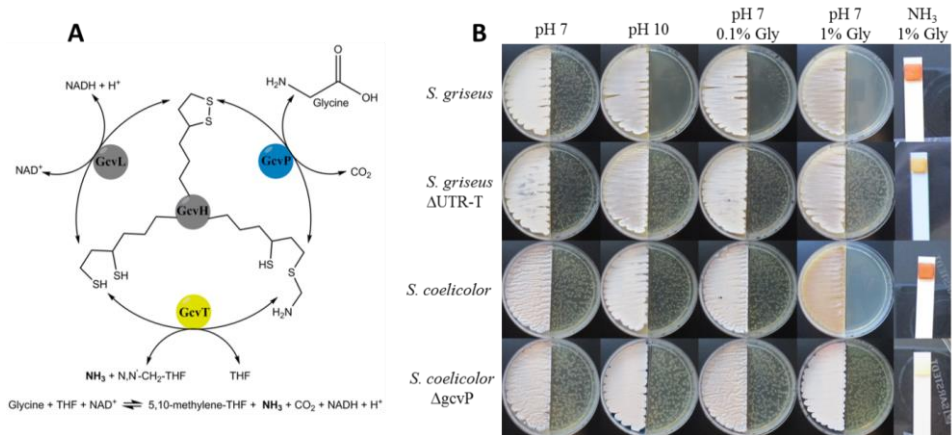 A
NADH + H⁺
NAD⁺
GcvL
S
S
H₂N
O
OH
Glycine
GcvP
CO₂
GcvH
SH
SH
HS
S
H₂N
GcvT
NH₃ + N,N'-CH₂-THF
THF
Glycine + THF + NAD⁺ ⇌ 5,10-methylene-THF + NH₃ + CO₂ + NADH + H⁺
B
pH 7
pH 10
pH 7
0.1% Gly
pH 7
1% Gly
NH₃
1% Gly
S. griseus
S. griseus
ΔUTR-T
S. coelicolor
S. coelicolor
ΔgcvP